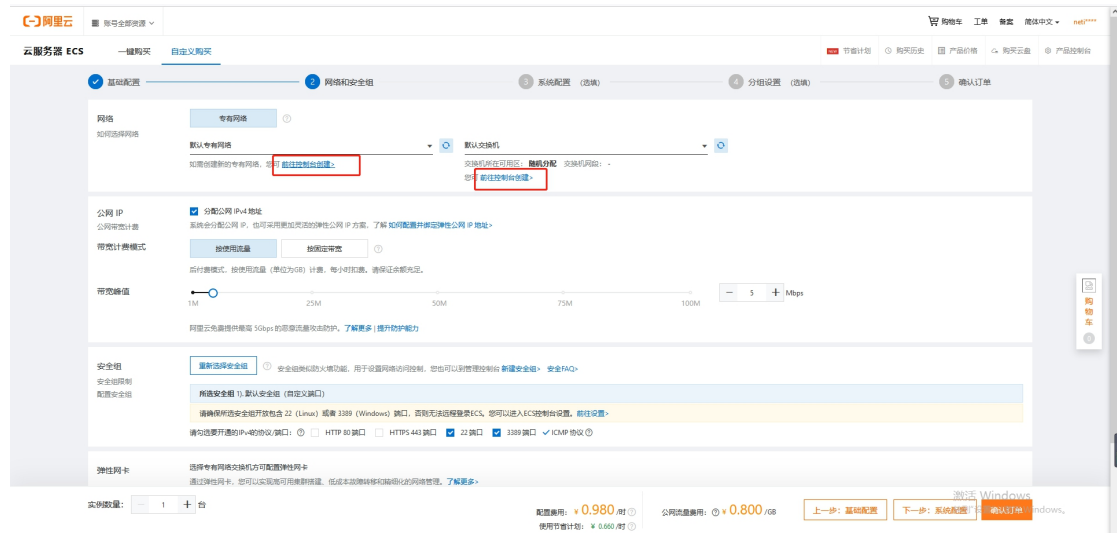 阿里云 账号全部资源 购物车 工单 备案 简体中文 neti****
云服务器 ECS 一键购买 自定义购买 NEW 节省计划 购买历史 产品价格 购买云盘 产品控制台
基础配置 2 网络和安全组 3 系统配置 (选填) 4 分组设置 (选填) 5 确认订单
网络 专有网络
如何选择网络
默认专有网络 默认交换机
如需创建新的专有网络,您可 前往控制台创建> 交换机所在可用区: 随机分配 交换机网段: -
您可 前往控制台创建>
公网 IP 分配公网 IPv4 地址
公网带宽计费 系统会分配公网 IP,也可采用更加灵活的弹性公网 IP 方案,了解 如何配置并绑定弹性公网 IP 地址>
带宽计费模式 按使用流量 按固定带宽
后付费模式,按使用流量(单位为GB)计费,每小时扣费。请保证余额充足。
带宽峰值 — 5 + Mbps
1M 25M 50M 75M 100M
阿里云免费提供最高 5Gbps 的恶意流量攻击防护。了解更多 | 提升防护能力
购物车
0
安全组 重新选择安全组 安全组类似防火墙功能,用于设置网络访问控制,您也可以到管理控制台 新建安全组> 安全FAQ>
安全组限制
配置安全组 所选安全组 1). 默认安全组(自定义端口)
请确保所选安全组开放包含 22(Linux)或者 3389(Windows)端口,否则无法远程登录ECS。您可以进入ECS控制台设置。前往设置>
请勾选要开通的IPv4的协议/端口: HTTP 80 端口 HTTPS 443 端口 22 端口 3389 端口 ICMP 协议
弹性网卡 选择专有网络交换机方可配置弹性网卡
通过弹性网卡,您可以实现高可用集群搭建、低成本故障转移和精细化的网络管理。了解更多>
实例数量: — 1 + 台
配置费用: ¥ 0.980 /时 公网流量费用: ¥ 0.800 /GB 上一步:基础配置 下一步:系统配置 确认订单
使用节省计划: ¥ 0.660 /时
激活 Windows